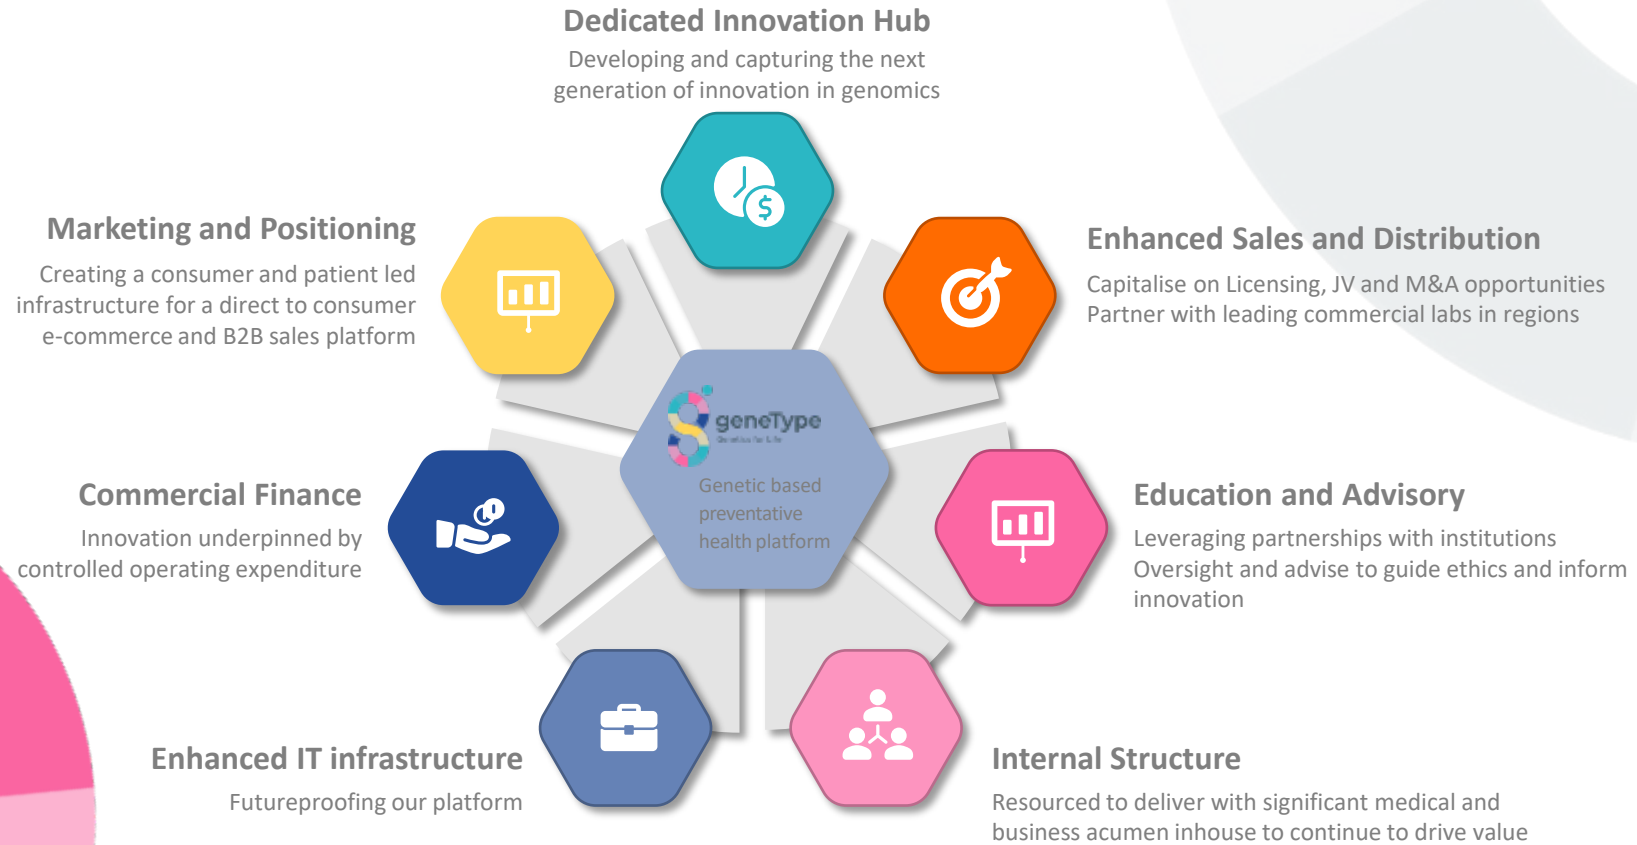 Dedicated Innovation Hub
Developing and capturing the next
generation of innovation in genomics
Marketing and Positioning
Creating a consumer and patient led
infrastructure for a direct to consumer
e-commerce and B2B sales platform
Enhanced Sales and Distribution
Capitalise on Licensing, JV and M&A opportunities
Partner with leading commercial labs in regions
geneType
Genetics for Life
Genetic based
preventative
health platform
Commercial Finance
Innovation underpinned by
controlled operating expenditure
Education and Advisory
Leveraging partnerships with institutions
Oversight and advise to guide ethics and inform
innovation
Enhanced IT infrastructure
Futureproofing our platform
Internal Structure
Resourced to deliver with significant medical and
business acumen inhouse to continue to drive value